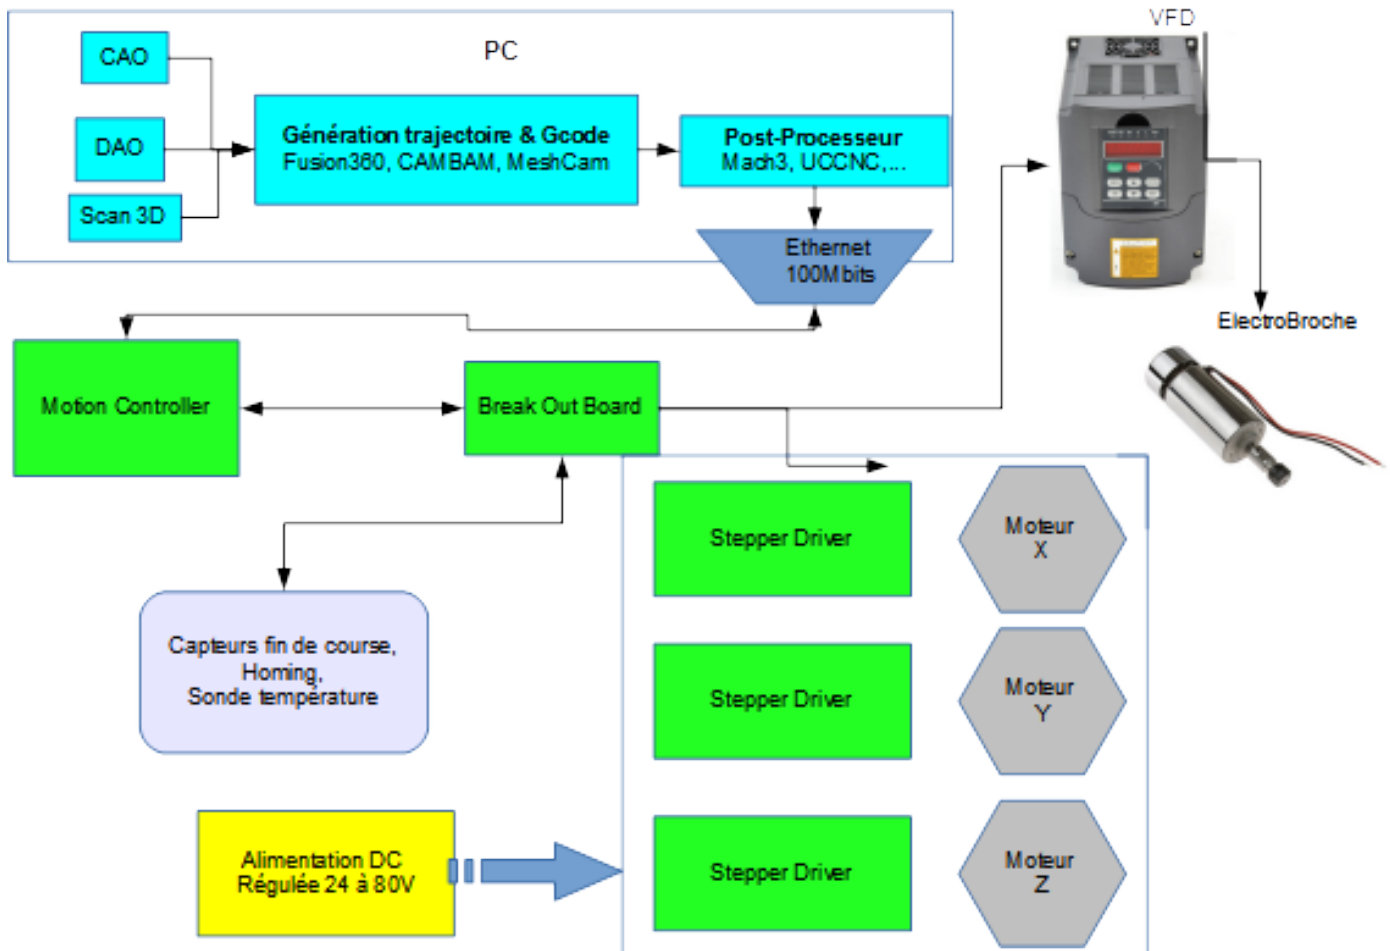 VFD
PC
CAO
DAO
Scan 3D
Génération trajectoire & Gcode
Fusion360, CAMBAM, MeshCam
Post-Processeur
Mach3, UCCNC,...
Ethernet
100Mbits
ElectroBroche
Motion Controller
Break Out Board
Stepper Driver
Moteur
X
Capteurs fin de course,
Homing,
Sonde température
Stepper Driver
Moteur
Y
Alimentation DC
Régulée 24 à 80V
Stepper Driver
Moteur
Z